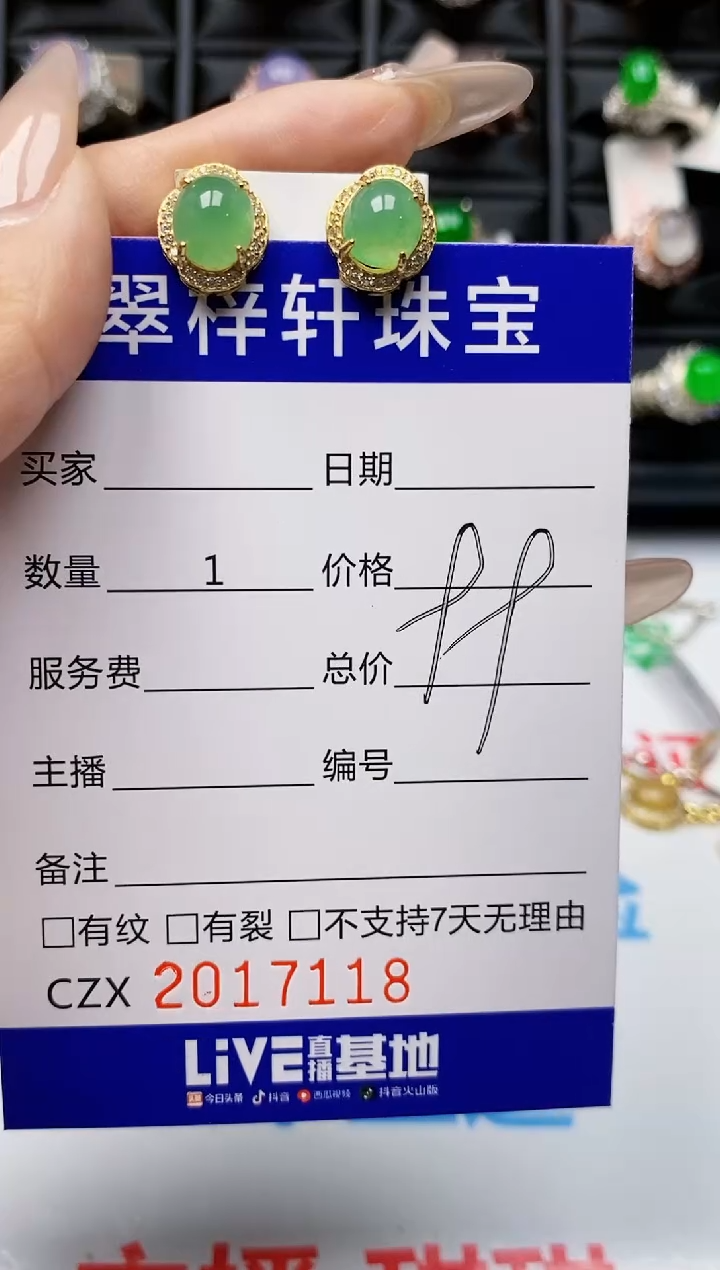 翠梓轩珠宝
买家 日期
数量 1 价格
服务费 总价
主播 编号
备注
□有纹 □有裂 □不支持7天无理由
CZX 2017118
LiVE直播基地
今日头条 抖音 西瓜视频 抖音火山版